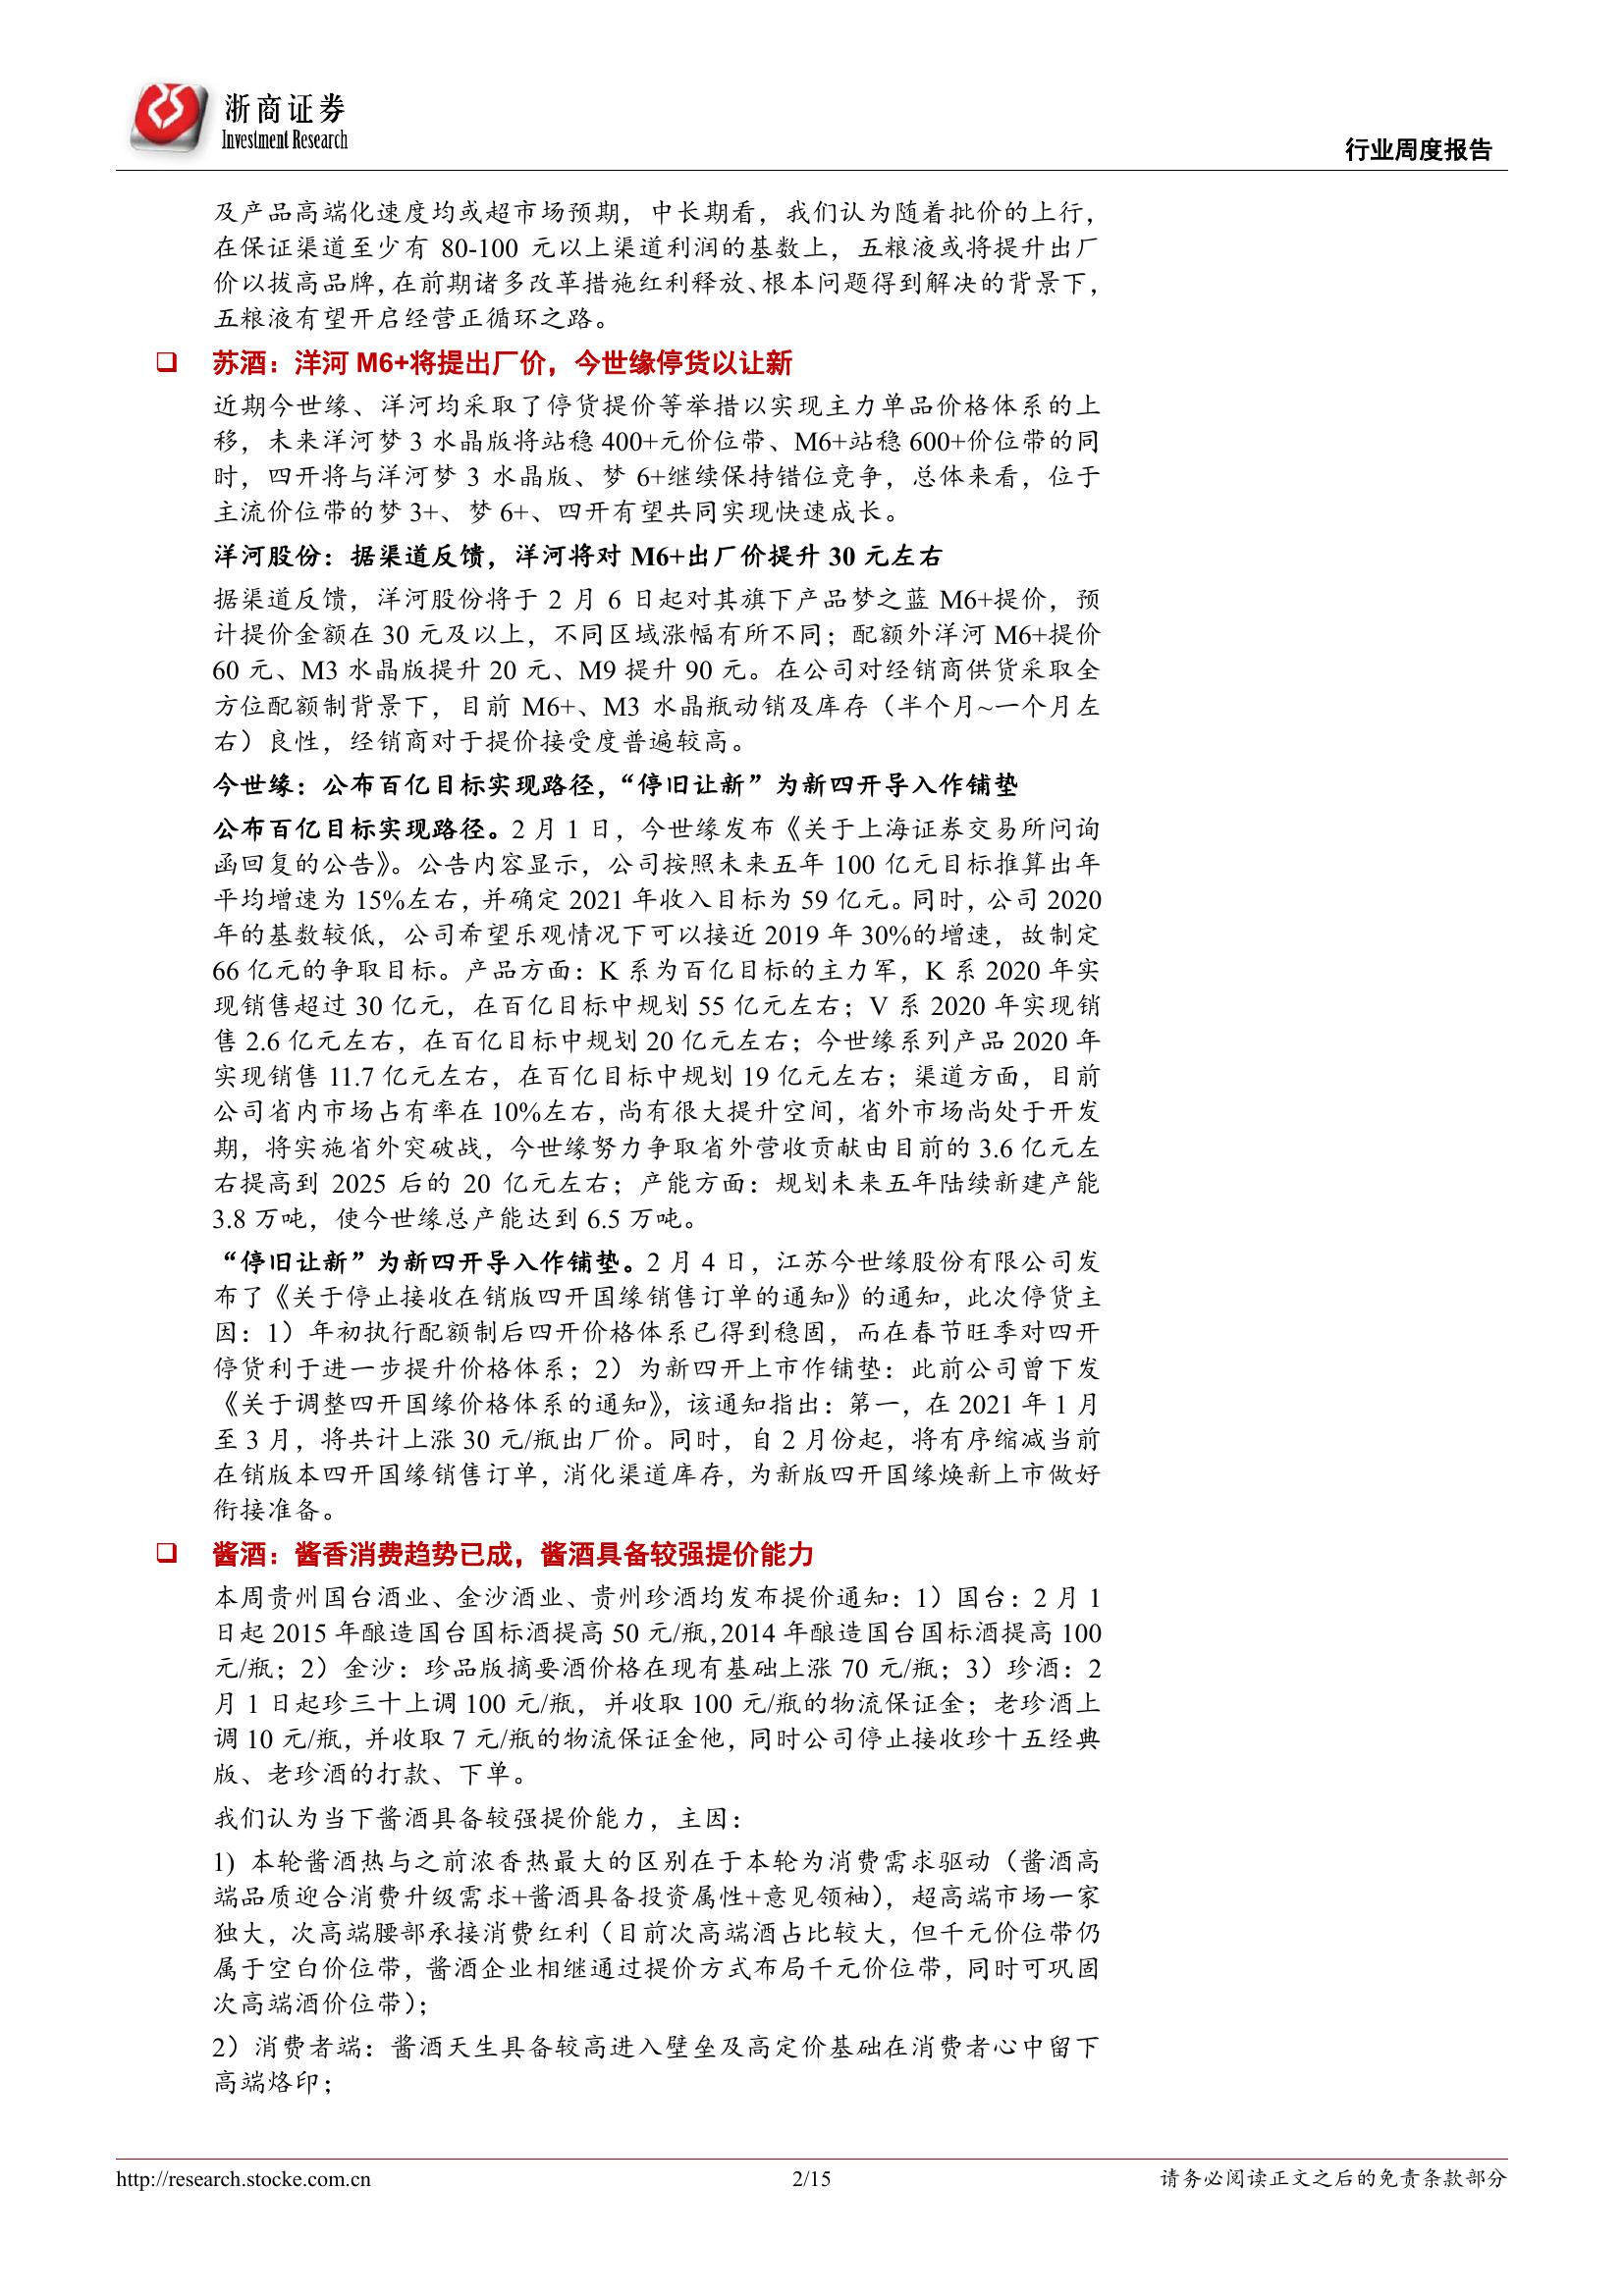 浙商证券
Investment Research
行业周度报告
及产品高端化速度均或超市场预期，中长期看，我们认为随着批价的上行，
在保证渠道至少有 80-100 元以上渠道利润的基数上，五粮液或将提升出厂
价以拔高品牌，在前期诸多改革措施红利释放、根本问题得到解决的背景下，
五粮液有望开启经营正循环之路。
❑ 苏酒：洋河 M6+将提出厂价，今世缘停货以让新
近期今世缘、洋河均采取了停货提价等举措以实现主力单品价格体系的上
移，未来洋河梦 3 水晶版将站稳 400+元价位带、M6+站稳 600+价位带的同
时，四开将与洋河梦 3 水晶版、梦 6+继续保持错位竞争，总体来看，位于
主流价位带的梦 3+、梦 6+、四开有望共同实现快速成长。
洋河股份：据渠道反馈，洋河将对 M6+出厂价提升 30 元左右
据渠道反馈，洋河股份将于 2 月 6 日起对其旗下产品梦之蓝 M6+提价，预
计提价金额在 30 元及以上，不同区域涨幅有所不同；配额外洋河 M6+提价
60 元、M3 水晶版提升 20 元、M9 提升 90 元。在公司对经销商供货采取全
方位配额制背景下，目前 M6+、M3 水晶瓶动销及库存（半个月~一个月左
右）良性，经销商对于提价接受度普遍较高。
今世缘：公布百亿目标实现路径，“停旧让新”为新四开导入作铺垫
公布百亿目标实现路径。2 月 1 日，今世缘发布《关于上海证券交易所问询
函回复的公告》。公告内容显示，公司按照未来五年 100 亿元目标推算出年
平均增速为 15%左右，并确定 2021 年收入目标为 59 亿元。同时，公司 2020
年的基数较低，公司希望乐观情况下可以接近 2019 年 30%的增速，故制定
66 亿元的争取目标。产品方面：K 系为百亿目标的主力军，K 系 2020 年实
现销售超过 30 亿元，在百亿目标中规划 55 亿元左右；V 系 2020 年实现销
售 2.6 亿元左右，在百亿目标中规划 20 亿元左右；今世缘系列产品 2020 年
实现销售 11.7 亿元左右，在百亿目标中规划 19 亿元左右；渠道方面，目前
公司省内市场占有率在 10%左右，尚有很大提升空间，省外市场尚处于开发
期，将实施省外突破战，今世缘努力争取省外营收贡献由目前的 3.6 亿元左
右提高到 2025 后的 20 亿元左右；产能方面：规划未来五年陆续新建产能
3.8 万吨，使今世缘总产能达到 6.5 万吨。
“停旧让新”为新四开导入作铺垫。2 月 4 日，江苏今世缘股份有限公司发
布了《关于停止接收在销版四开国缘销售订单的通知》的通知，此次停货主
因：1）年初执行配额制后四开价格体系已得到稳固，而在春节旺季对四开
停货利于进一步提升价格体系；2）为新四开上市作铺垫：此前公司曾下发
《关于调整四开国缘价格体系的通知》，该通知指出：第一，在 2021 年 1 月
至 3 月，将共计上涨 30 元/瓶出厂价。同时，自 2 月份起，将有序缩减当前
在销版本四开国缘销售订单，消化渠道库存，为新版四开国缘焕新上市做好
衔接准备。
❑ 酱酒：酱香消费趋势已成，酱酒具备较强提价能力
本周贵州国台酒业、金沙酒业、贵州珍酒均发布提价通知：1）国台：2 月 1
日起 2015 年酿造国台国标酒提高 50 元/瓶，2014 年酿造国台国标酒提高 100
元/瓶；2）金沙：珍品版摘要酒价格在现有基础上涨 70 元/瓶；3）珍酒：2
月 1 日起珍三十上调 100 元/瓶，并收取 100 元/瓶的物流保证金；老珍酒上
调 10 元/瓶，并收取 7 元/瓶的物流保证金他，同时公司停止接收珍十五经典
版、老珍酒的打款、下单。
我们认为当下酱酒具备较强提价能力，主因：
1) 本轮酱酒热与之前浓香热最大的区别在于本轮为消费需求驱动（酱酒高
端品质迎合消费升级需求+酱酒具备投资属性+意见领袖），超高端市场一家
独大，次高端腰部承接消费红利（目前次高端酒占比较大，但千元价位带仍
属于空白价位带，酱酒企业相继通过提价方式布局千元价位带，同时可巩固
次高端酒价位带）；
2）消费者端：酱酒天生具备较高进入壁垒及高定价基础在消费者心中留下
高端烙印；
http://research.stocke.com.cn
2/15
请务必阅读正文之后的免责条款部分